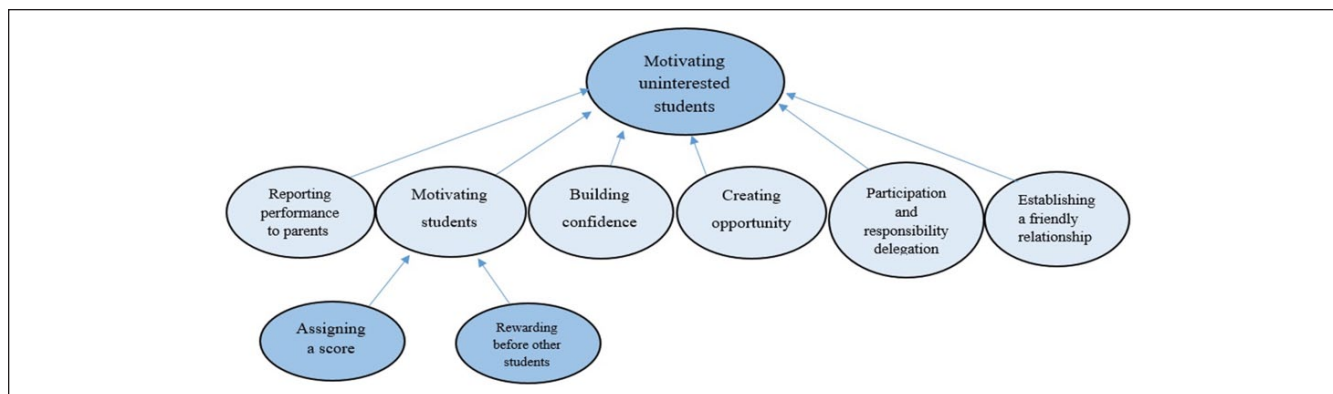 Motivating
uninterested
students
Reporting
performance
to parents
Motivating
students
Building
confidence
Creating
opportunity
Participation
and
responsibility
delegation
Establishing
a friendly
relationship
Assigning
a score
Rewarding
before other
students